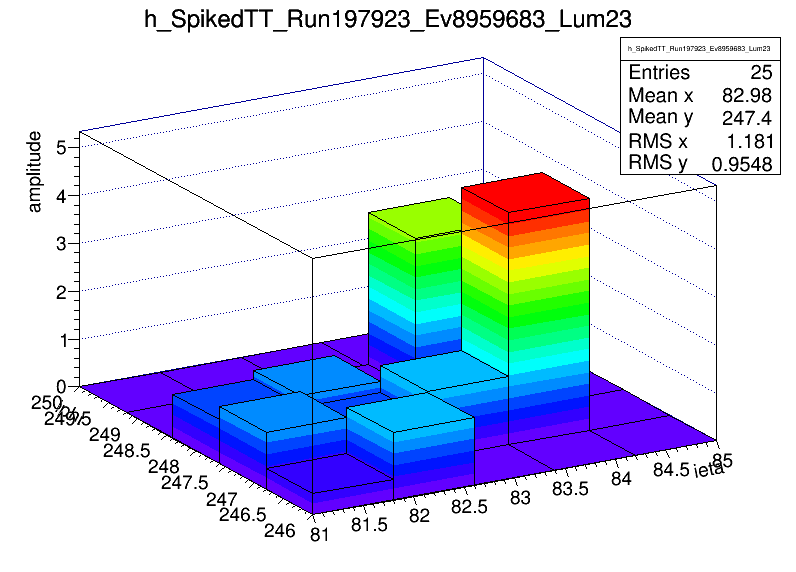 h_SpikedTT_Run197923_Ev8959683_Lum23
h_SpikedTT_Run197923_Ev8959683_Lum23
Entries 25
Mean x 82.98
Mean y 247.4
RMS x 1.181
RMS y 0.9548
amplitude
5
4
3
2
1
0
250
249.5
249
248.5
248
247.5
247
246.5
246
81
81.5
82
82.5
83
83.5
84
84.5
85
ieta